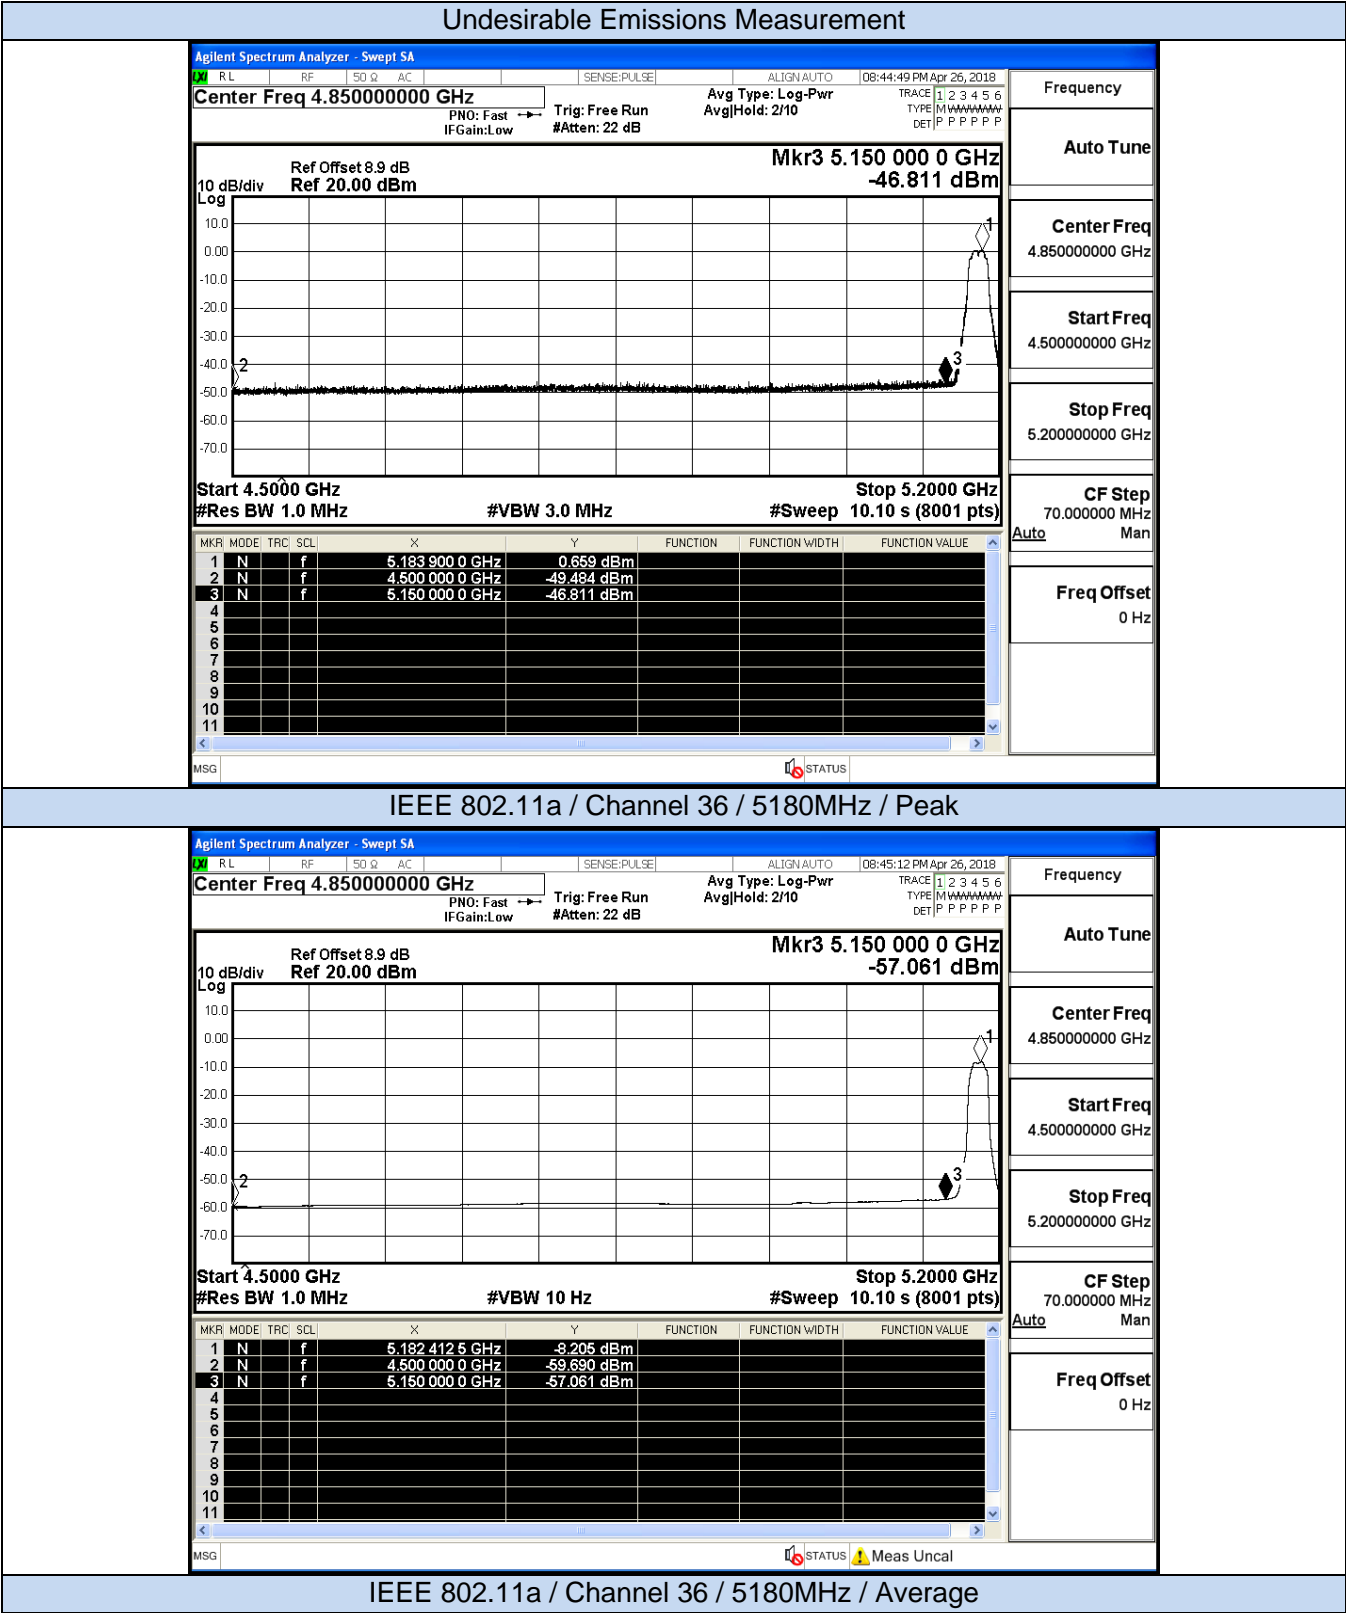 Undesirable Emissions Measurement
Agilent Spectrum Analyzer - Swept SA
LXI RL RF 50 Ω AC SENSE:PULSE ALIGNAUTO 08:44:49 PM Apr 26, 2018
Center Freq 4.850000000 GHz
PNO: Fast
IFGain:Low
Trig: Free Run
#Atten: 22 dB
Avg Type: Log-Pwr
Avg|Hold: 2/10
TRACE 1 2 3 4 5 6
TYPE M WWWWW
DET P P P P P P
Mkr3 5.150 000 0 GHz
-46.811 dBm
Ref Offset 8.9 dB
10 dB/div Ref 20.00 dBm
Log
10.0
0.00
-10.0
-20.0
-30.0
-40.0
-50.0
-60.0
-70.0
1
2
3
Start 4.5000 GHz Stop 5.2000 GHz
#Res BW 1.0 MHz #VBW 3.0 MHz #Sweep 10.10 s (8001 pts)
MKR MODE TRC SCL X Y FUNCTION FUNCTION WIDTH FUNCTION VALUE
1 N f 5.183 900 0 GHz 0.659 dBm
2 N f 4.500 000 0 GHz -49.484 dBm
3 N f 5.150 000 0 GHz -46.811 dBm
4
5
6
7
8
9
10
11
MSG STATUS
Frequency
Auto Tune
Center Freq
4.850000000 GHz
Start Freq
4.500000000 GHz
Stop Freq
5.200000000 GHz
CF Step
70.000000 MHz
Auto Man
Freq Offset
0 Hz
IEEE 802.11a / Channel 36 / 5180MHz / Peak
Agilent Spectrum Analyzer - Swept SA
LXI RL RF 50 Ω AC SENSE:PULSE ALIGNAUTO 08:45:12 PM Apr 26, 2018
Center Freq 4.850000000 GHz
PNO: Fast
IFGain:Low
Trig: Free Run
#Atten: 22 dB
Avg Type: Log-Pwr
Avg|Hold: 2/10
TRACE 1 2 3 4 5 6
TYPE M WWWWW
DET P P P P P P
Mkr3 5.150 000 0 GHz
-57.061 dBm
Ref Offset 8.9 dB
10 dB/div Ref 20.00 dBm
Log
10.0
0.00
-10.0
-20.0
-30.0
-40.0
-50.0
-60.0
-70.0
1
2
3
Start 4.5000 GHz Stop 5.2000 GHz
#Res BW 1.0 MHz #VBW 10 Hz #Sweep 10.10 s (8001 pts)
MKR MODE TRC SCL X Y FUNCTION FUNCTION WIDTH FUNCTION VALUE
1 N f 5.182 412 5 GHz -8.205 dBm
2 N f 4.500 000 0 GHz -59.690 dBm
3 N f 5.150 000 0 GHz -57.061 dBm
4
5
6
7
8
9
10
11
MSG STATUS Meas Uncal
Frequency
Auto Tune
Center Freq
4.850000000 GHz
Start Freq
4.500000000 GHz
Stop Freq
5.200000000 GHz
CF Step
70.000000 MHz
Auto Man
Freq Offset
0 Hz
IEEE 802.11a / Channel 36 / 5180MHz / Average